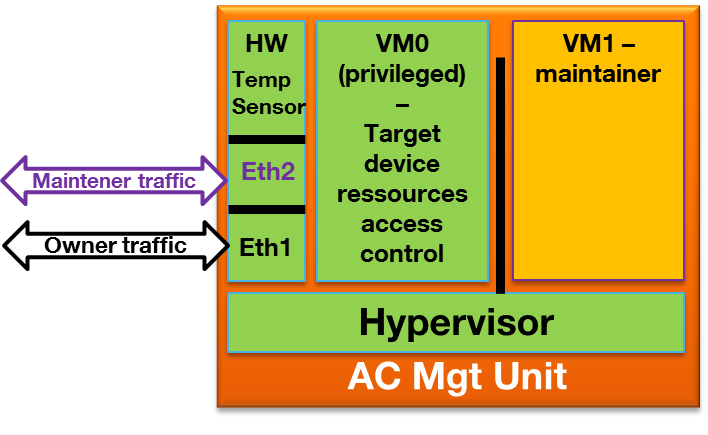 HW
Temp
Sensor
Eth2
Eth1
VM0
(privileged)
–
Target
device
ressources
access
control
VM1 –
maintainer
Maintener traffic
Owner traffic
Hypervisor
AC Mgt Unit